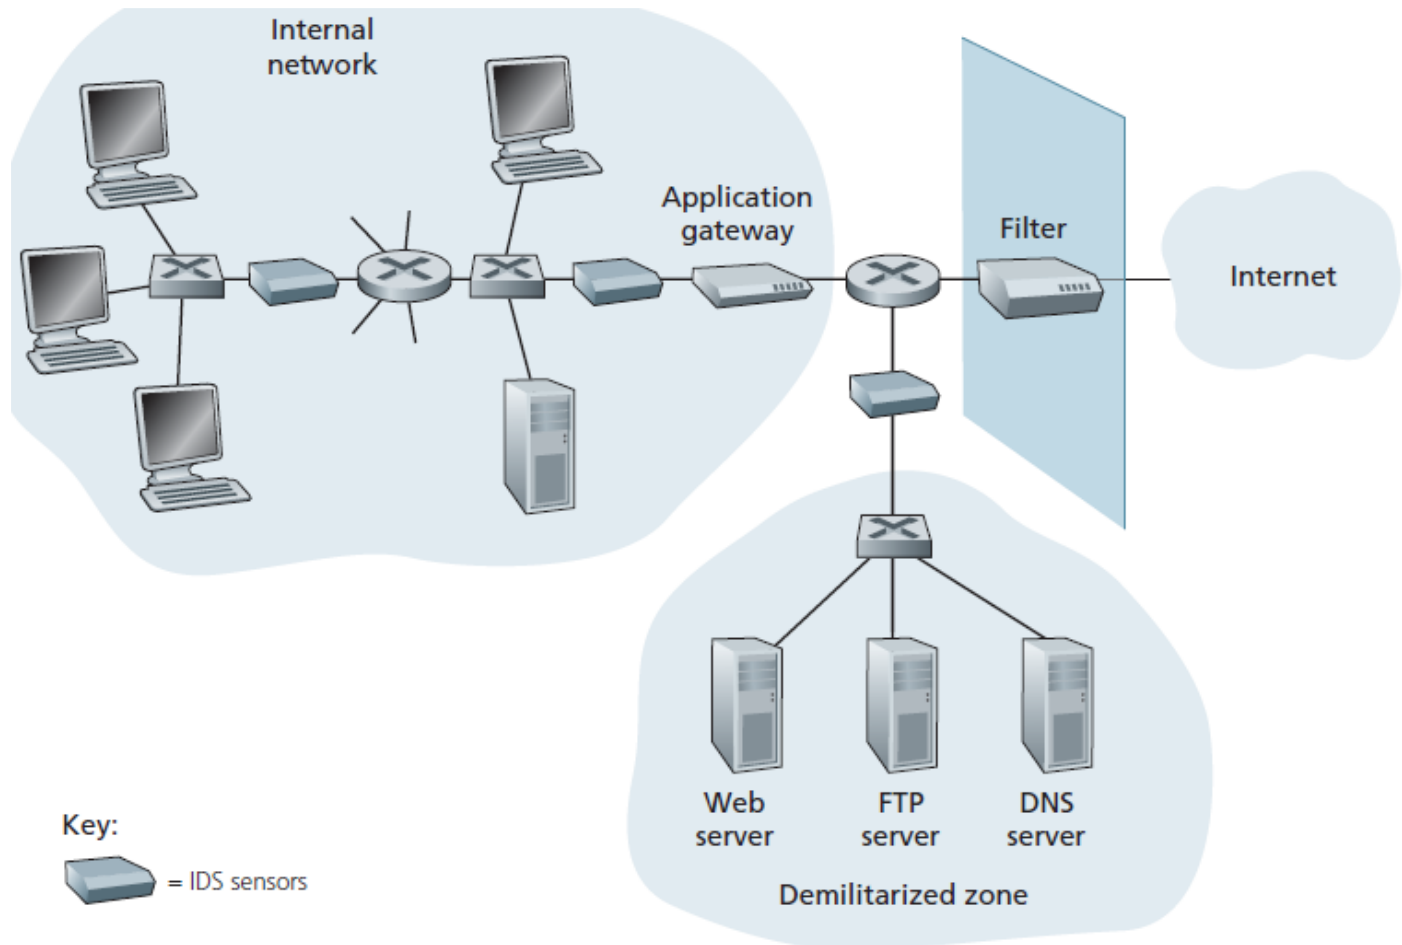 Internal
network
Application
gateway
Filter
Internet
Web
server
FTP
server
DNS
server
Demilitarized zone
Key:
= IDS sensors